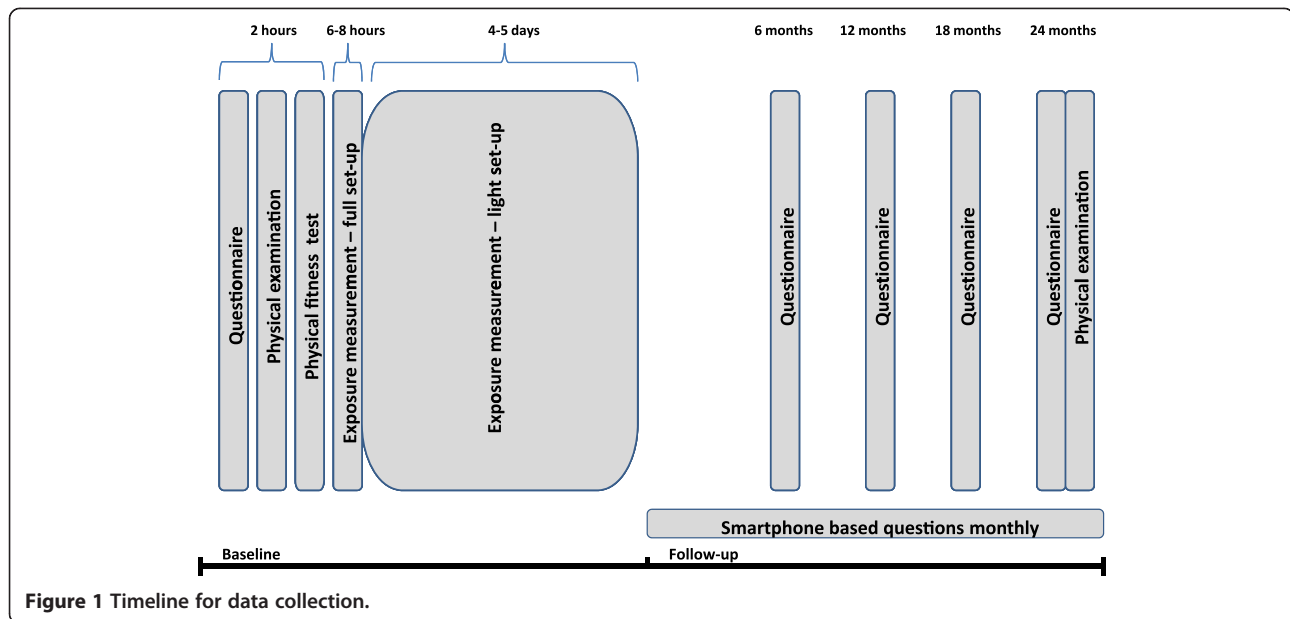 2 hours
6-8 hours
4-5 days
6 months
12 months
18 months
24 months
Questionnaire
Physical examination
Physical fitness test
Exposure measurement – full set-up
Exposure measurement – light set-up
Questionnaire
Questionnaire
Questionnaire
Questionnaire
Physical examination
Smartphone based questions monthly
Baseline
Follow-up
Figure 1 Timeline for data collection.